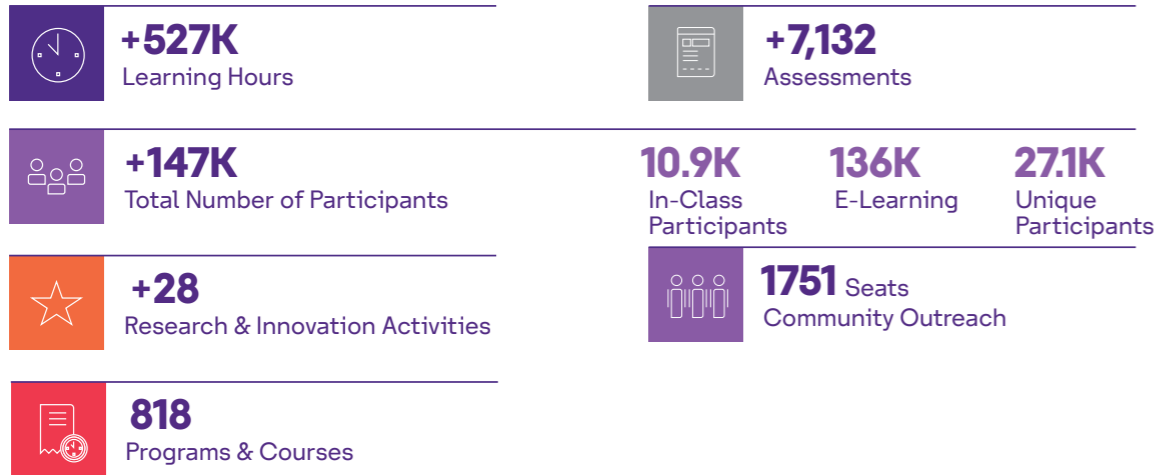 +527K
Learning Hours
+7,132
Assessments
+147K
Total Number of Participants
10.9K
In-Class
Participants
136K
E-Learning
27.1K
Unique
Participants
+28
Research & Innovation Activities
1751 Seats
Community Outreach
818
Programs & Courses